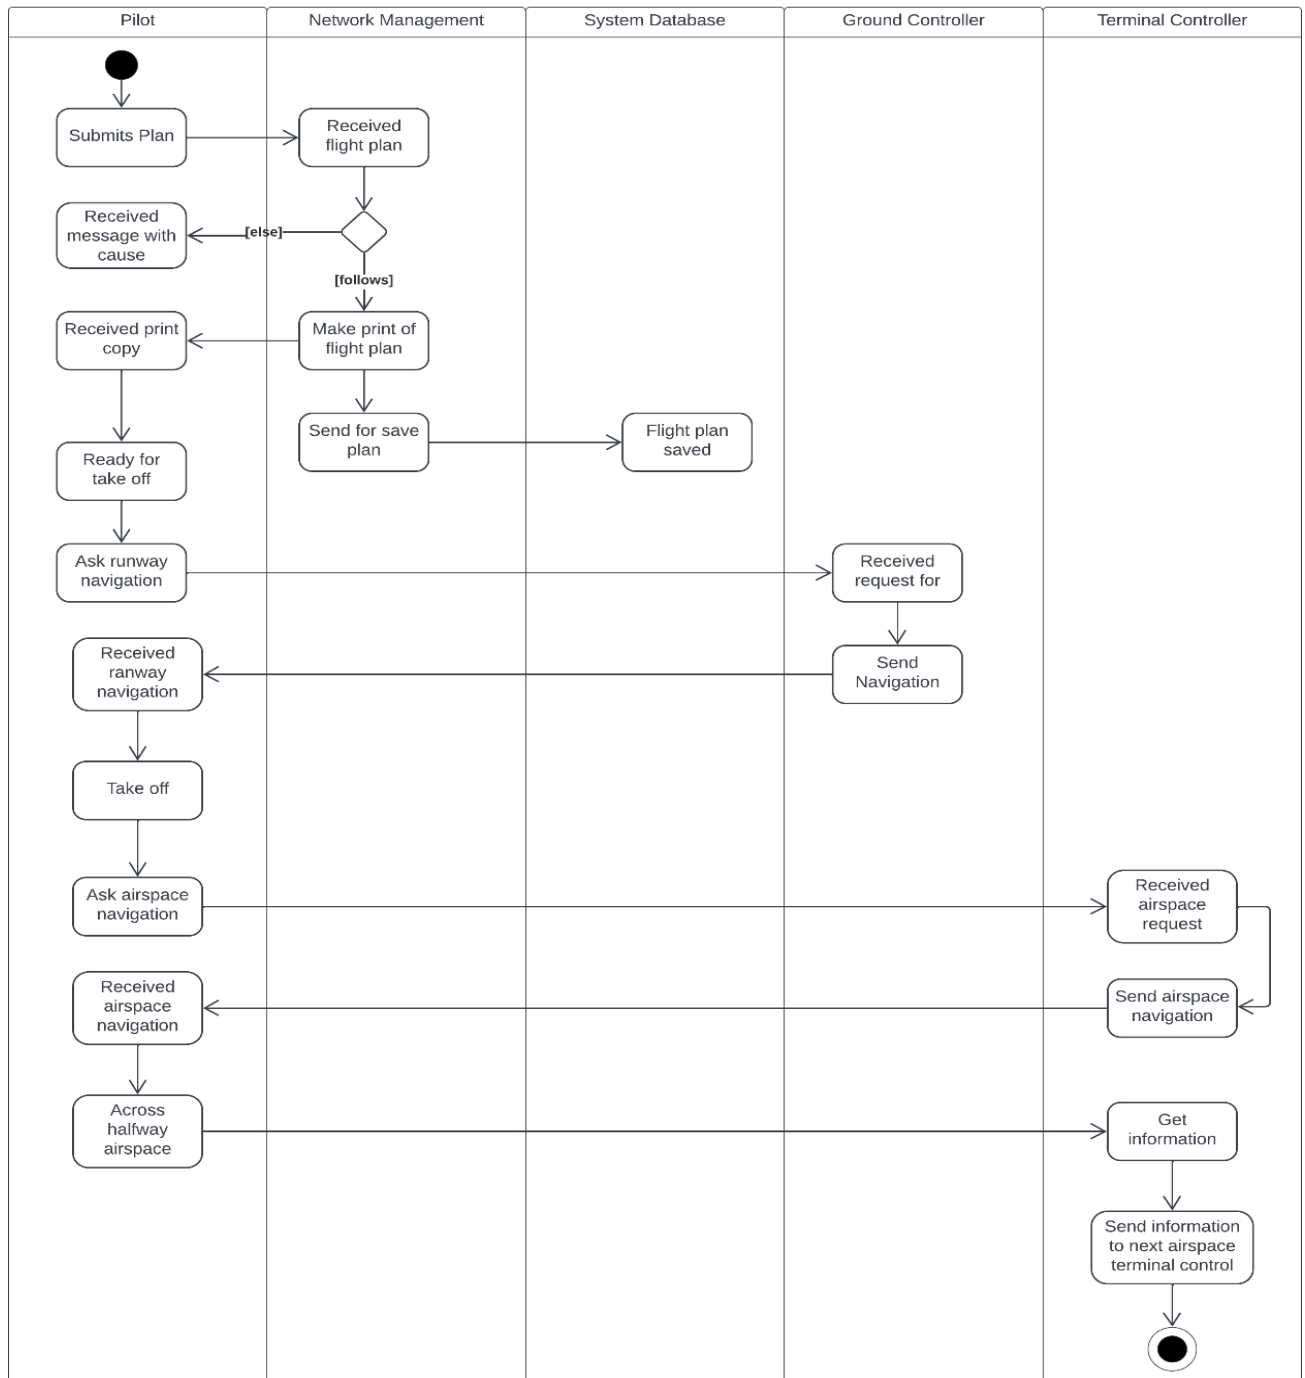 Pilot
Network Management
System Database
Ground Controller
Terminal Controller
Submits Plan
Received
flight plan
Received
message with
cause
[else]
[follows]
Received print
copy
Make print of
flight plan
Send for save
plan
Flight plan
saved
Ready for
take off
Ask runway
navigation
Received
request for
Received
ranway
navigation
Send
Navigation
Take off
Ask airspace
navigation
Received
airspace
request
Received
airspace
navigation
Send airspace
navigation
Across
halfway
airspace
Get
information
Send information
to next airspace
terminal control